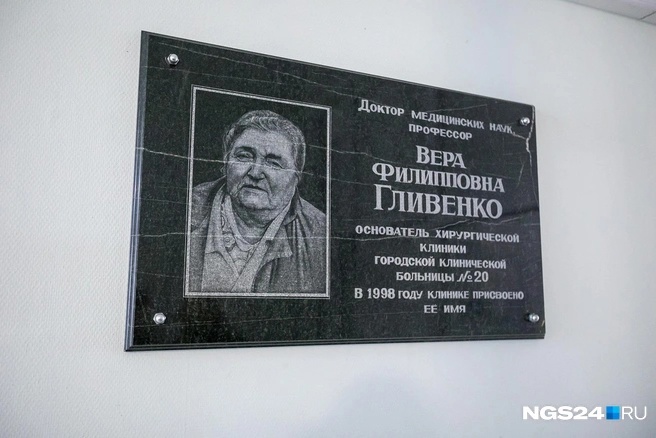 Доктор медицинских наук,
профессор
Вера
Филипповна
Гливенко
основатель хирургической
клиники
городской клинической
больницы №20
В 1998 году клинике присвоено
ее имя
NGS24 RU